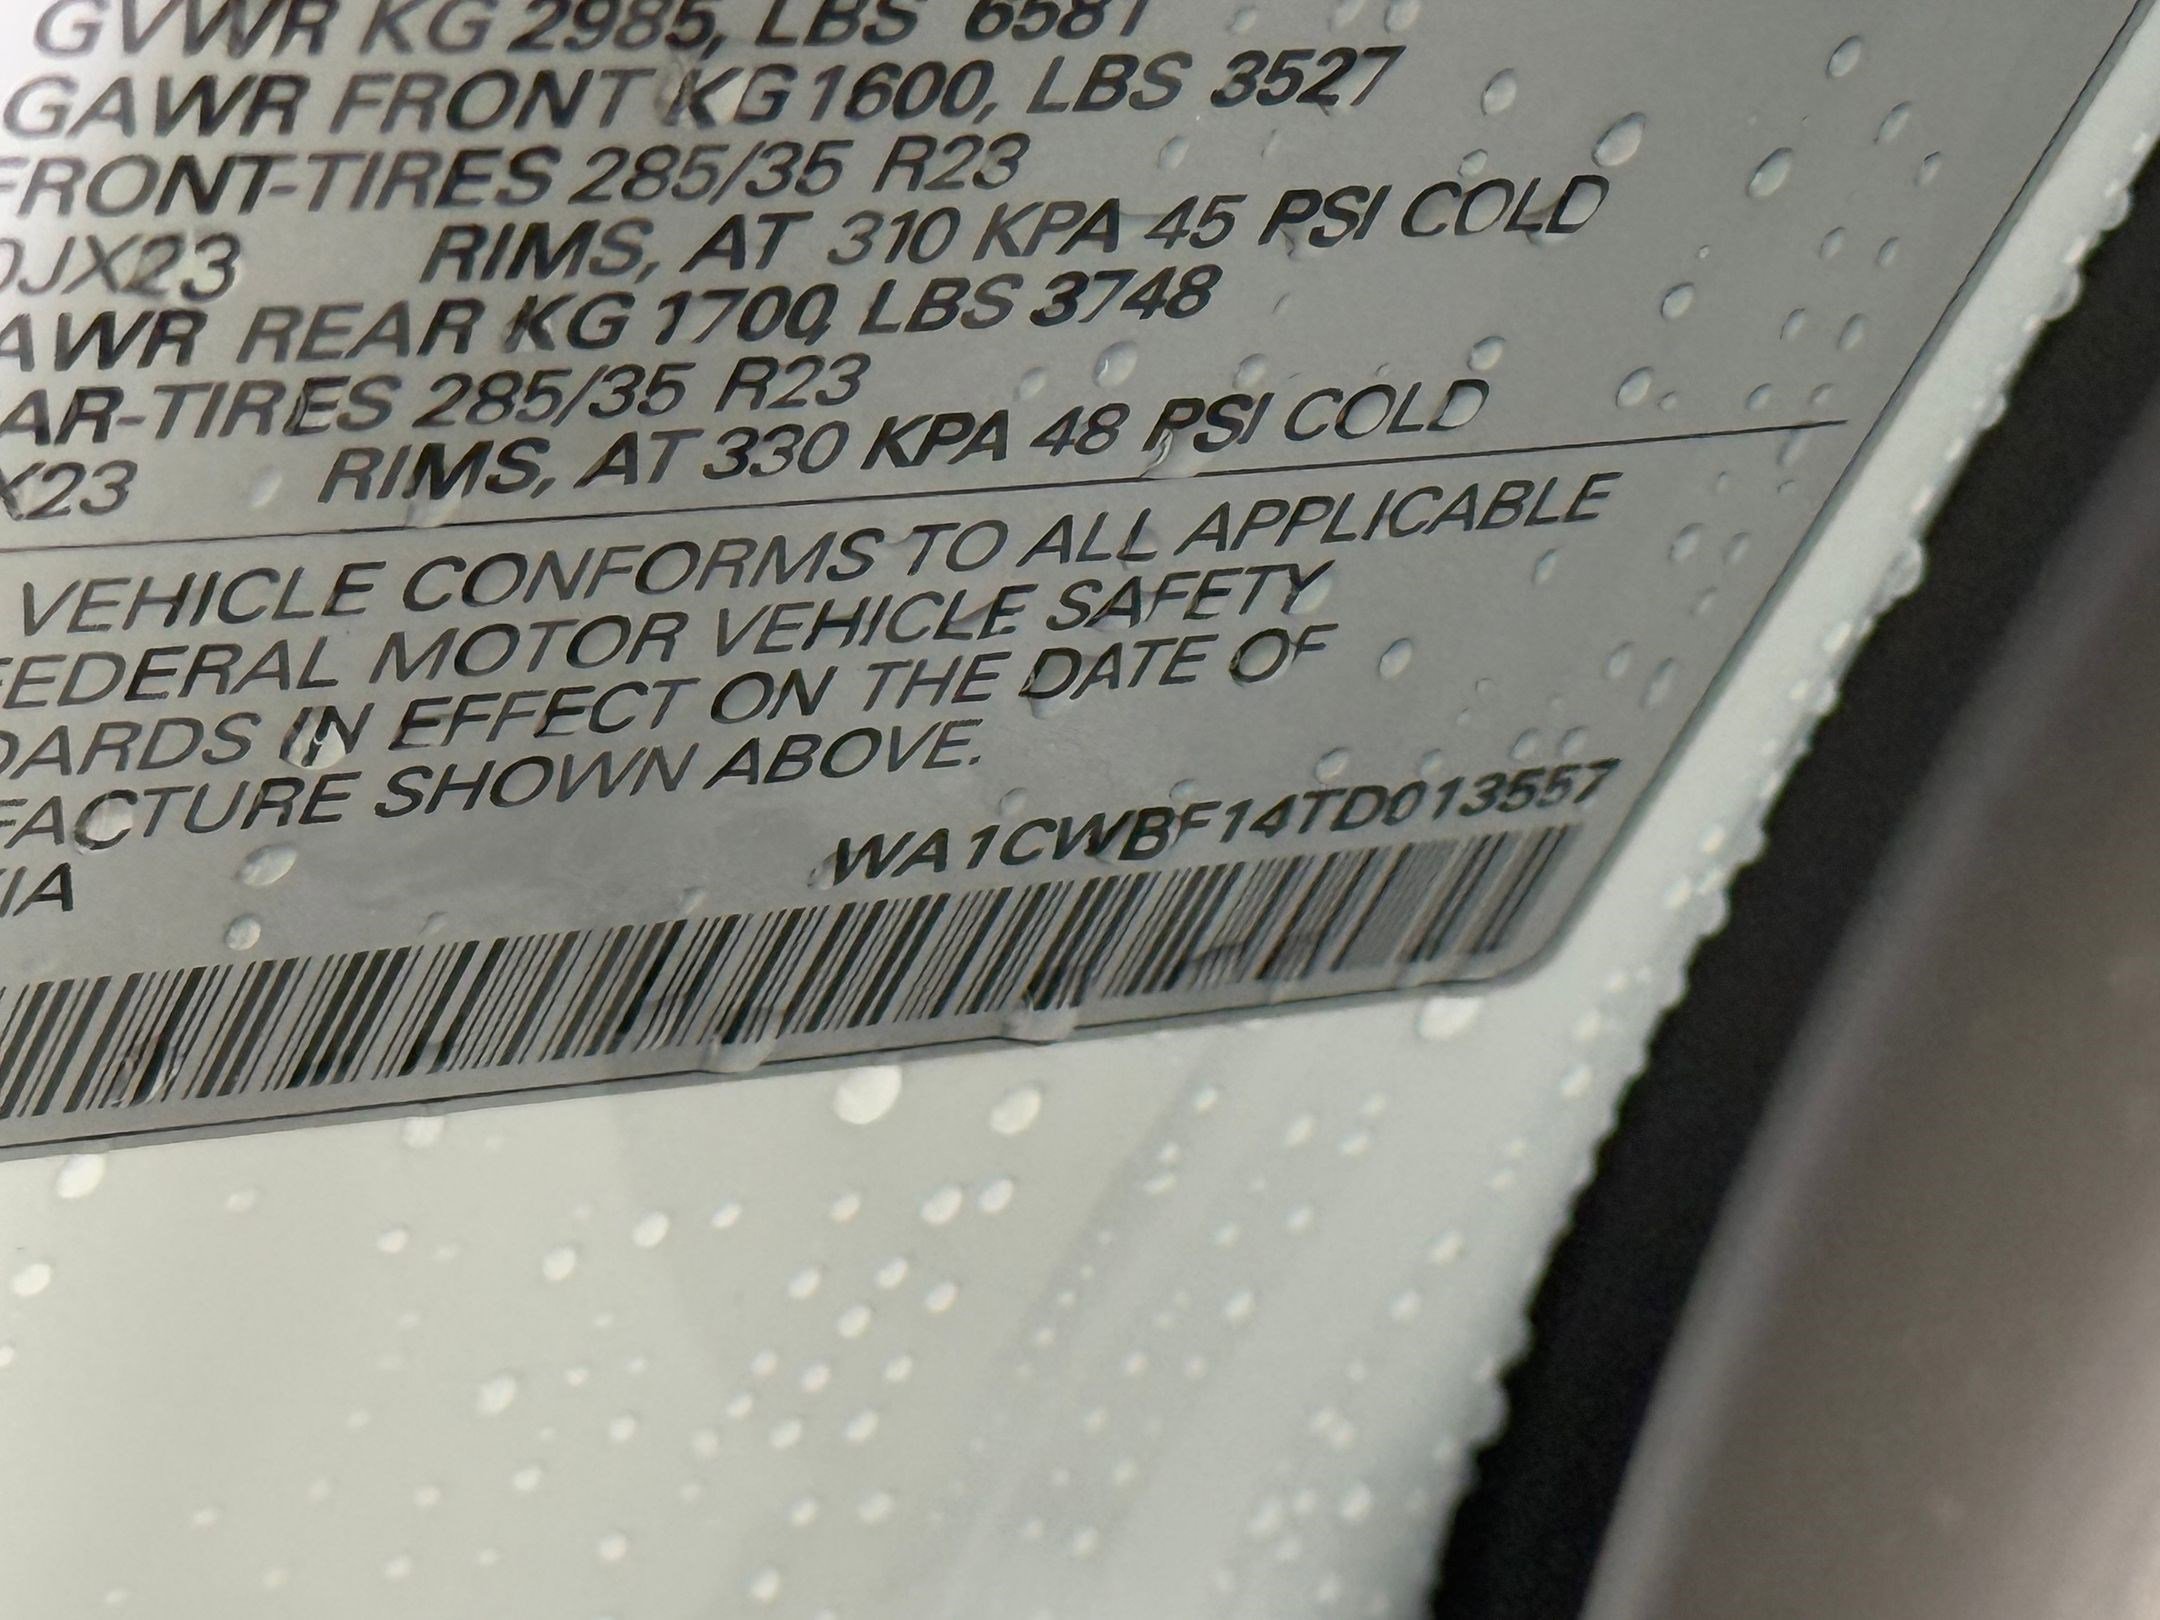 GVWR KG 2985, LBS 6581
GAWR FRONT KG 1600, LBS 3527
FRONT-TIRES 285/35 R23
0JX23 RIMS, AT 310 KPA 45 PSI COLD
AWR REAR KG 1700, LBS 3748
AR-TIRES 285/35 R23
X23 RIMS, AT 330 KPA 48 PSI COLD
VEHICLE CONFORMS TO ALL APPLICABLE
FEDERAL MOTOR VEHICLE SAFETY
DARDS IN EFFECT ON THE DATE OF
FACTURE SHOWN ABOVE.
WA1CWBF14TD013557
IA